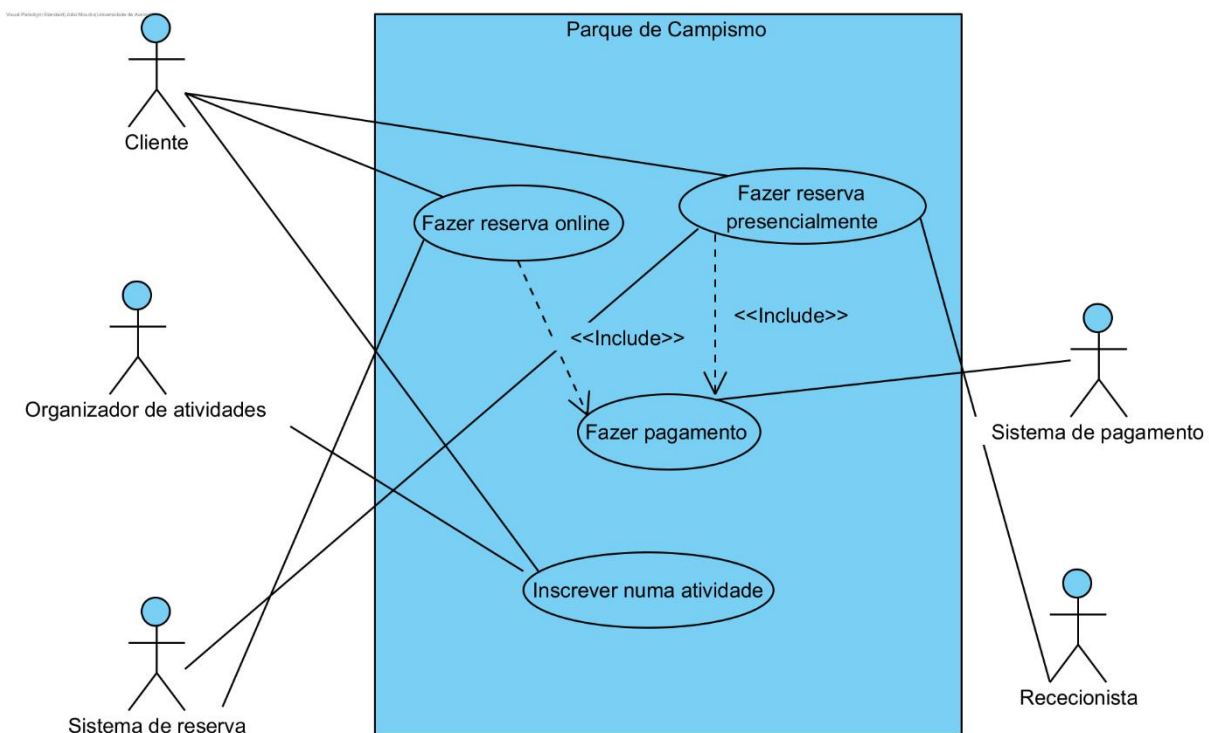 Parque de Campismo
Cliente
Fazer reserva online
Fazer reserva
presencialmente
<<Include>>
<<Include>>
Organizador de atividades
Fazer pagamento
Sistema de pagamento
Inscrever numa atividade
Sistema de reserva
Rececionista